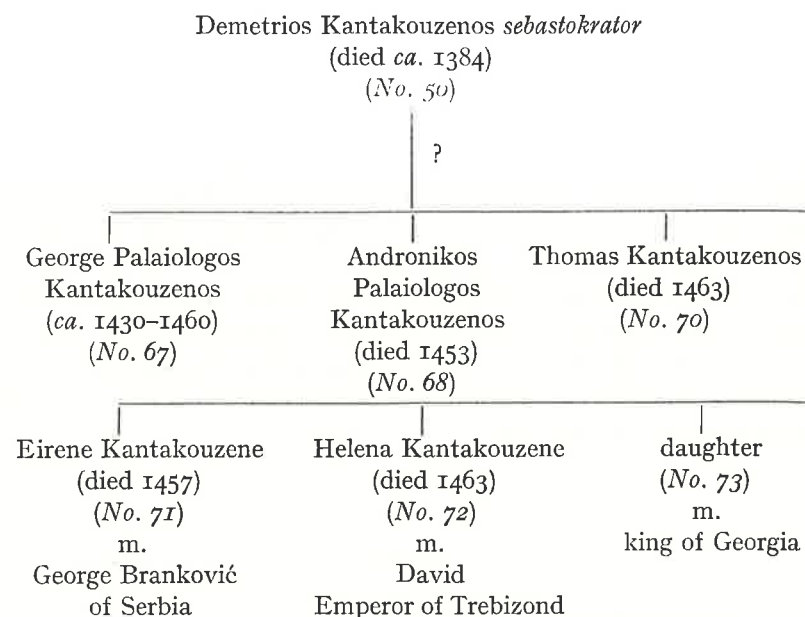 Demetrios Kantakouzenos sebastokrator
(died ca. 1384)
(No. 50)
?
George Palaiologos
Kantakouzenos
(ca. 1430–1460)
(No. 67)
Andronikos
Palaiologos
Kantakouzenos
(died 1453)
(No. 68)
Thomas Kantakouzenos
(died 1463)
(No. 70)
Eirene Kantakouzene
(died 1457)
(No. 71)
m.
George Branković
of Serbia
Helena Kantakouzene
(died 1463)
(No. 72)
m.
David
Emperor of Trebizond
daughter
(No. 73)
m.
king of Georgia